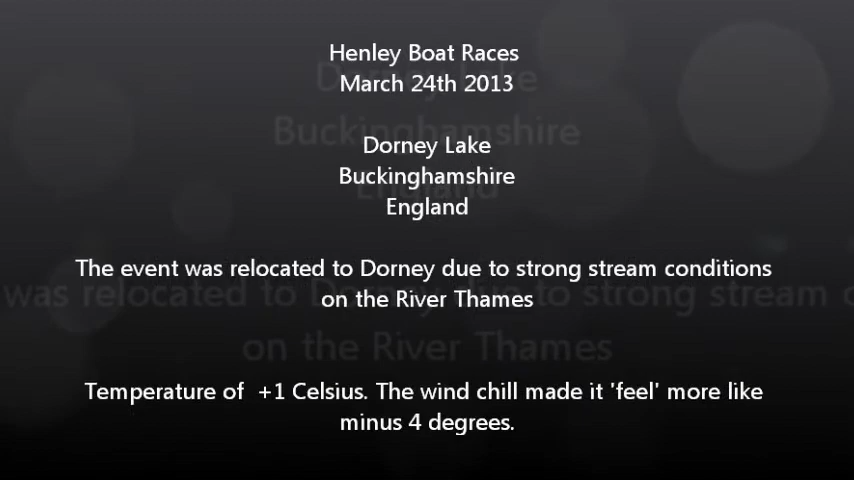 Henley Boat Races
March 24th 2013
Dorney Lake
Buckinghamshire
England
The event was relocated to Dorney due to strong stream conditions
on the River Thames
Temperature of  +1 Celsius. The wind chill made it 'feel' more like
minus 4 degrees.